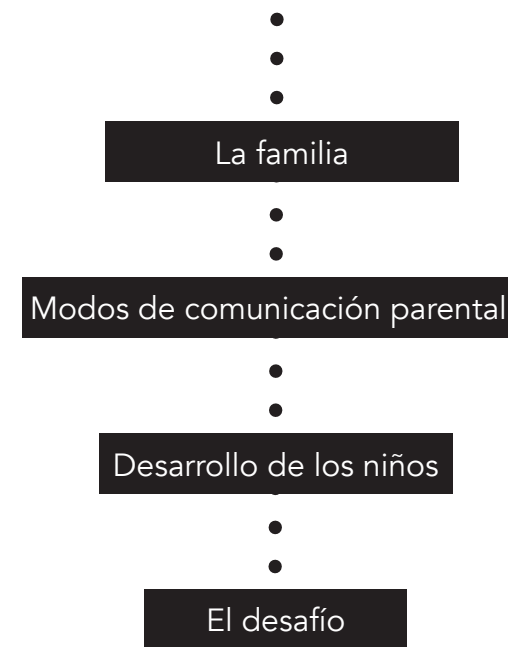 La familia
Modos de comunicación parental
Desarrollo de los niños
El desafío